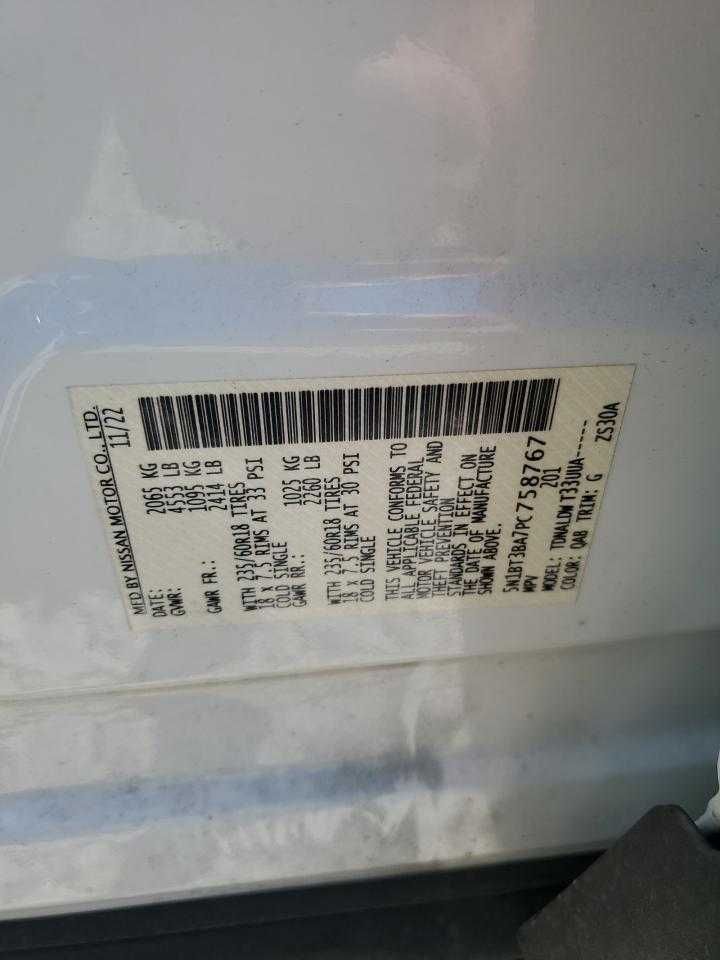 MFD BY NISSAN MOTOR CO., LTD.
DATE: 11/22
GVWR: 2065 KG
4553 LB
GAWR FR.: 1095 KG
2414 LB
WITH 235/60R18 TIRES
18 X 7.5 RIMS AT 33 PSI
COLD SINGLE
GAWR RR.: 1025 KG
2260 LB
WITH 235/60R18 TIRES
18 X 7.5 RIMS AT 30 PSI
COLD SINGLE
THIS VEHICLE CONFORMS TO
ALL APPLICABLE FEDERAL
MOTOR VEHICLE SAFETY AND
THEFT PREVENTION
STANDARDS IN EFFECT ON
THE DATE OF MANUFACTURE
SHOWN ABOVE.
5N1BT3BA7PC758767
MPV 201
MODEL: TDNALDW T33UUA-----
COLOR: QAB TRIM: G ZS30A